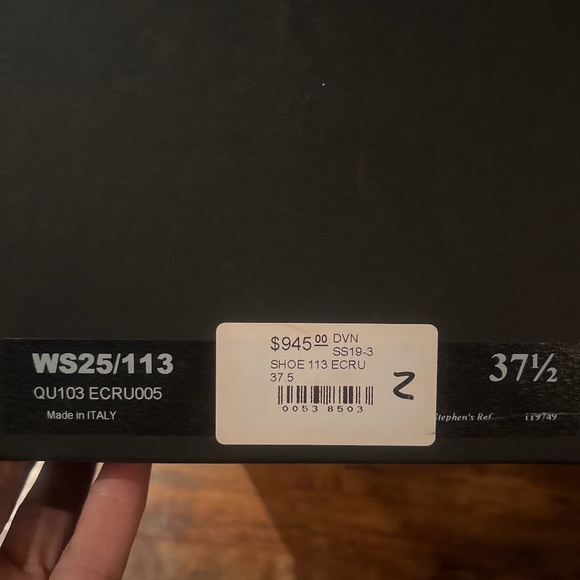 WS25/113
QU103 ECRU005
Made in ITALY
$945.00 DVN
SS19-3
SHOE 113 ECRU
37.5
0053 8503
2
37½
Stephen's Ref. 119749